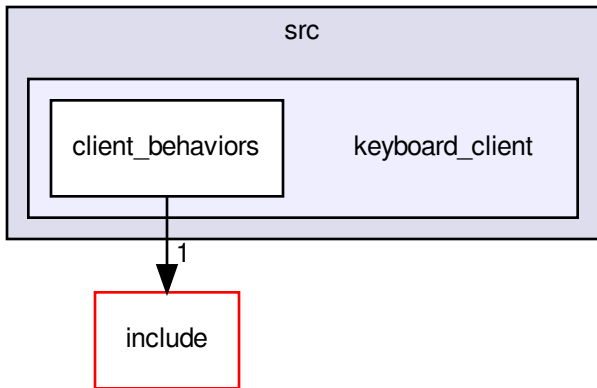 src
client_behaviors
keyboard_client
1
include